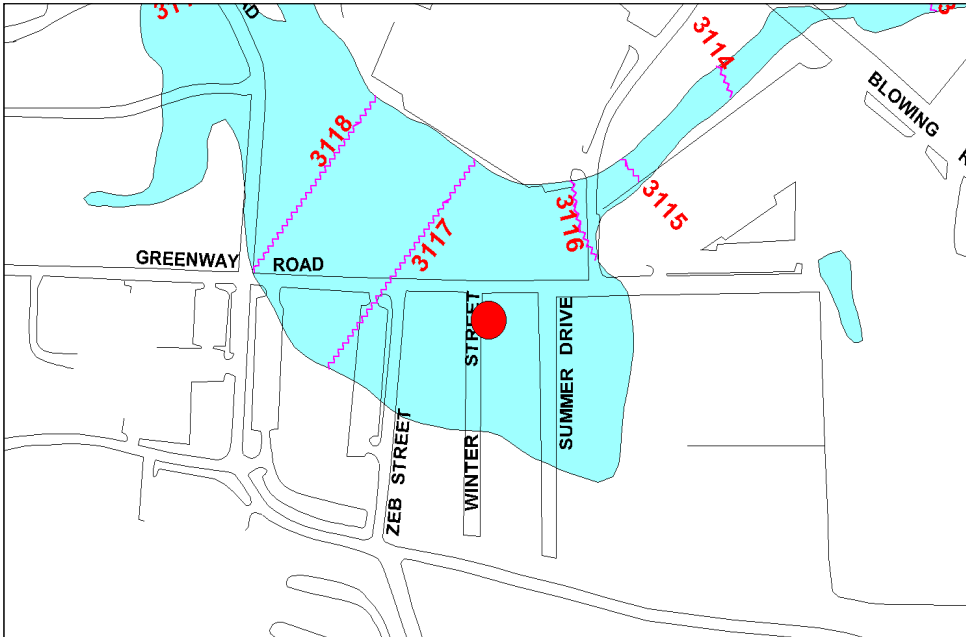 3118
3117
3116
3115
3114
BLOWING
GREENWAY ROAD
WINTER STREET
SUMMER DRIVE
ZEB STREET